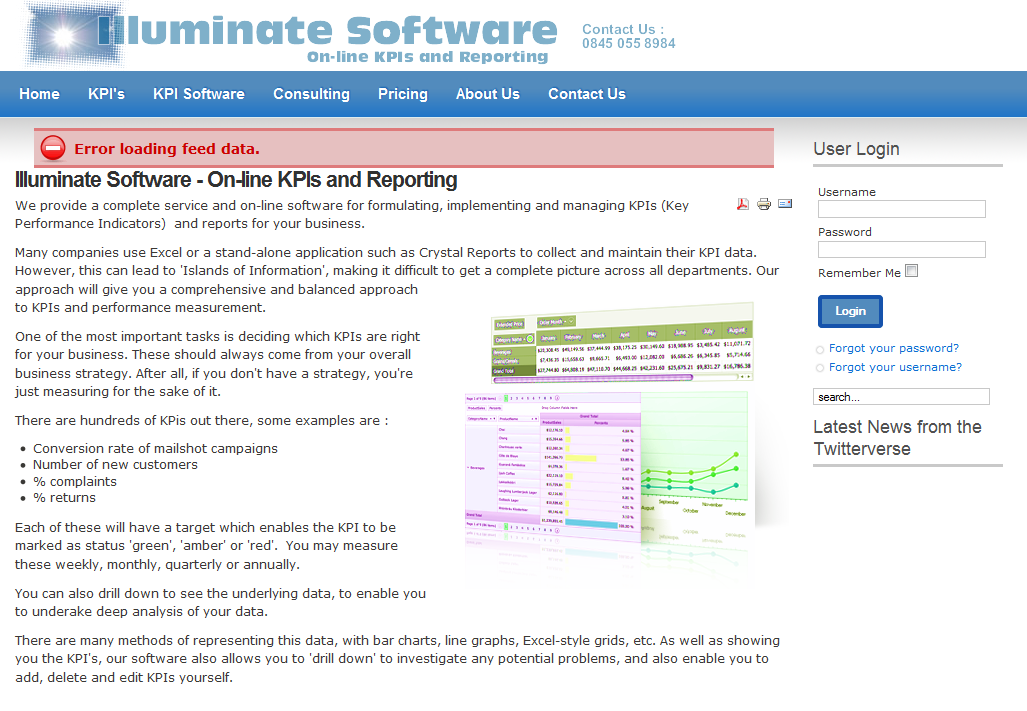 Illuminate Software
On-line KPIs and Reporting
Contact Us :
0845 055 8984
Home KPI's KPI Software Consulting Pricing About Us Contact Us
Error loading feed data.
Illuminate Software - On-line KPIs and Reporting
We provide a complete service and on-line software for formulating, implementing and managing KPIs (Key
Performance Indicators)  and reports for your business.
Many companies use Excel or a stand-alone application such as Crystal Reports to collect and maintain their KPI data.
However, this can lead to 'Islands of Information', making it difficult to get a complete picture across all departments. Our
approach will give you a comprehensive and balanced approach
to KPIs and performance measurement.
One of the most important tasks is deciding which KPIs are right
for your business. These should always come from your overall
business strategy. After all, if you don't have a strategy, you're
just measuring for the sake of it.
There are hundreds of KPis out there, some examples are :
Conversion rate of mailshot campaigns
Number of new customers
% complaints
% returns
Each of these will have a target which enables the KPI to be
marked as status 'green', 'amber' or 'red'.  You may measure
these weekly, monthly, quarterly or annually.
You can also drill down to see the underlying data, to enable you
to underake deep analysis of your data.
There are many methods of representing this data, with bar charts, line graphs, Excel-style grids, etc. As well as showing
you the KPI's, our software also allows you to 'drill down' to investigate any potential problems, and also enable you to
add, delete and edit KPIs yourself.
Grand Total
September
October
November
December
User Login
Username
Password
Remember Me
Login
Forgot your password?
Forgot your username?
search...
Latest News from the
Twitterverse